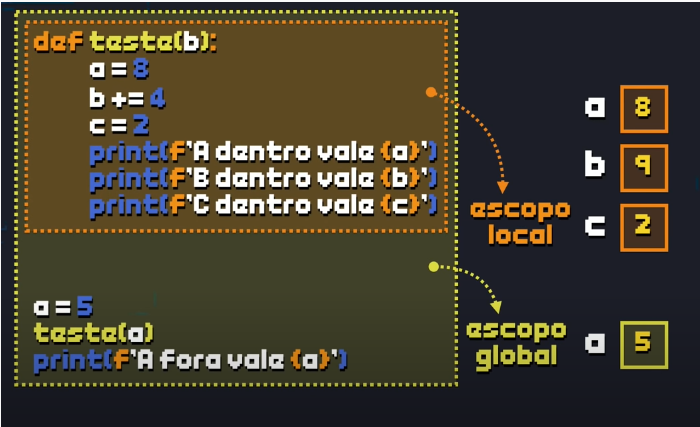 def teste(b):
a = 8
b += 4
c = 2
print(f'A dentro vale {a}')
print(f'B dentro vale {b}')
print(f'C dentro vale {c}')
a = 5
teste(a)
print(f'A fora vale {a}')
escopo
local
escopo
global
a 8
b 9
c 2
a 5